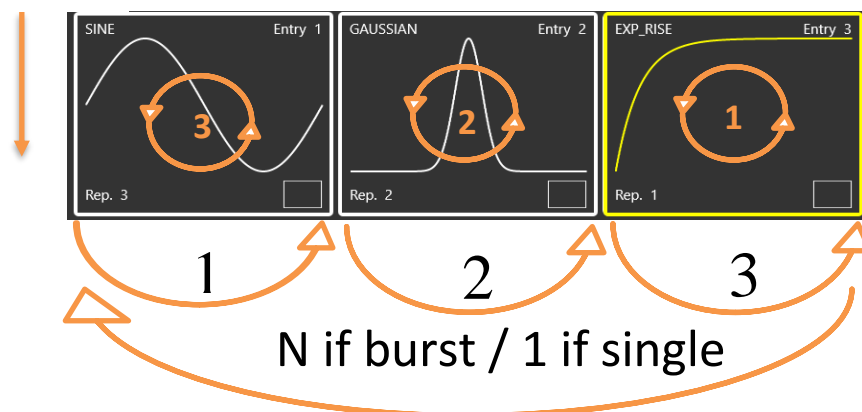 SINE Entry 1 GAUSSIAN Entry 2 EXP_RISE Entry 3
3 2 1
Rep. 3 Rep. 2 Rep. 1
1 2 3
N if burst / 1 if single